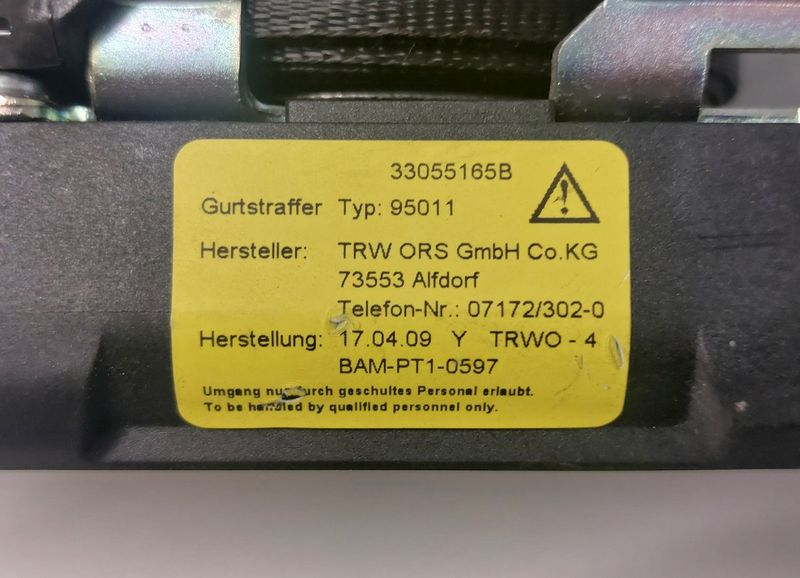 33055165B
Gurtstraffer Typ: 95011
Hersteller: TRW ORS GmbH Co.KG
73553 Alfdorf
Telefon-Nr.: 07172/302-0
Herstellung: 17.04.09 Y TRWO - 4
BAM-PT1-0597
Umgang nur durch geschultes Personal erlaubt.
To be handled by qualified personnel only.